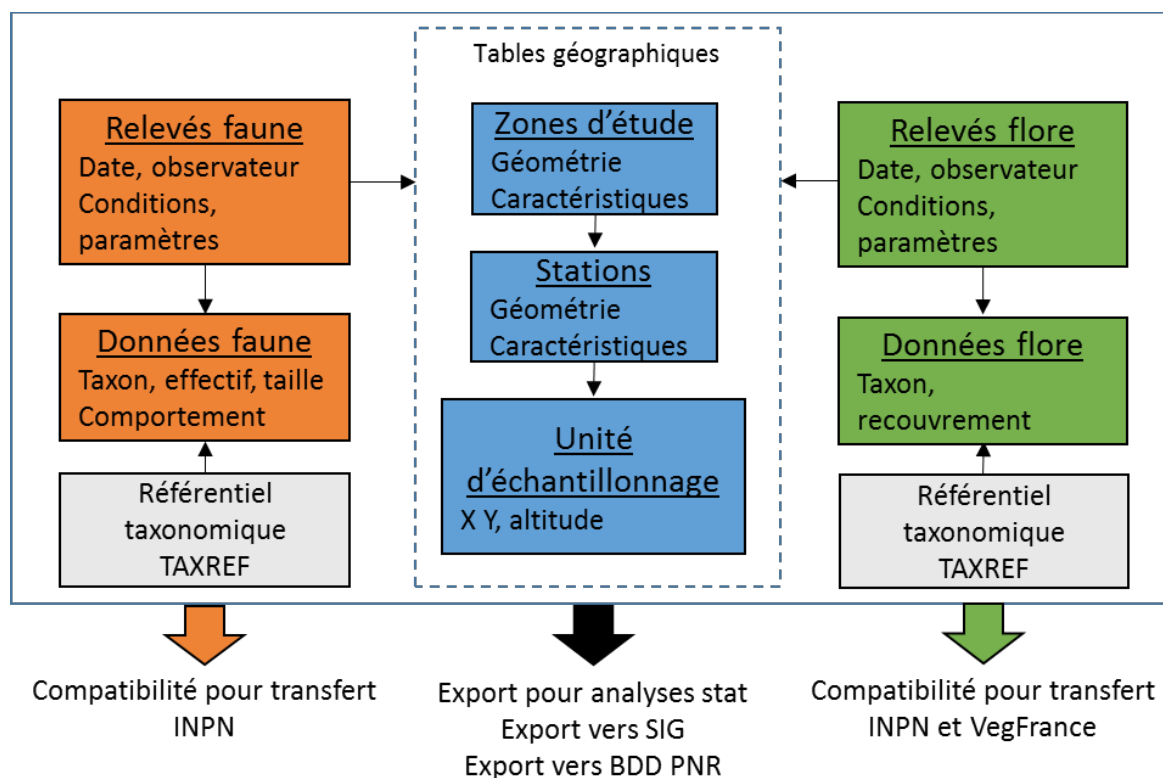 Tables géographiques
Relevés faune
Date, observateur
Conditions,
paramètres
Données faune
Taxon, effectif, taille
Comportement
Référentiel
taxonomique
TAXREF
Zones d'étude
Géométrie
Caractéristiques
Stations
Géométrie
Caractéristiques
Unité
d'échantillonnage
X Y, altitude
Relevés flore
Date, observateur
Conditions,
paramètres
Données flore
Taxon,
recouvrement
Référentiel
taxonomique
TAXREF
Compatibilité pour transfert
INPN
Export pour analyses stat
Export vers SIG
Export vers BDD PNR
Compatibilité pour transfert
INPN et VegFrance